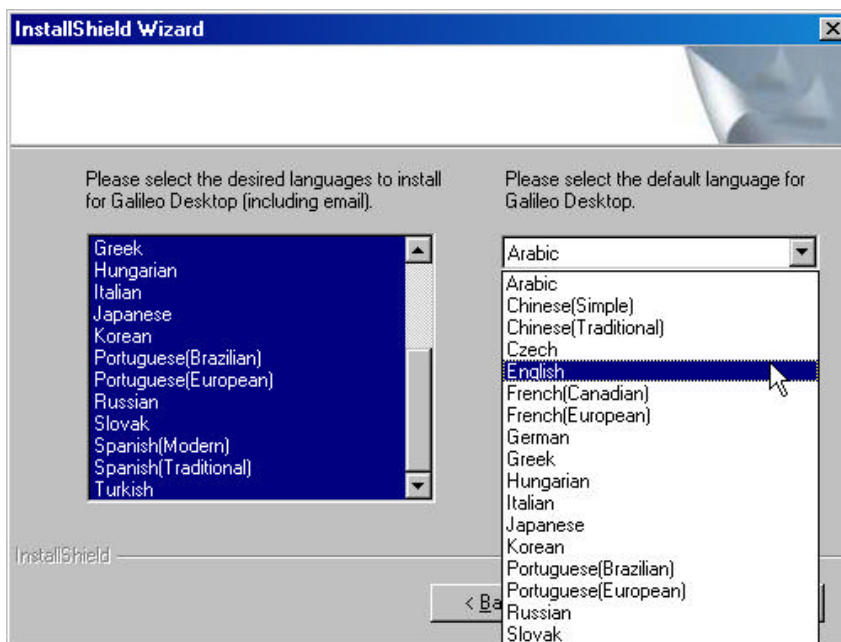 InstallShield Wizard
Please select the desired languages to install
for Galileo Desktop (including email).
Greek
Hungarian
Italian
Japanese
Korean
Portuguese(Brazilian)
Portuguese(European)
Russian
Slovak
Spanish(Modern)
Spanish(Traditional)
Turkish
Please select the default language for
Galileo Desktop.
Arabic
Arabic
Chinese(Simple)
Chinese(Traditional)
Czech
English
French(Canadian)
French(European)
German
Greek
Hungarian
Italian
Japanese
Korean
Portuguese(Brazilian)
Portuguese(European)
Russian
Slovak
InstallShield
< Ba